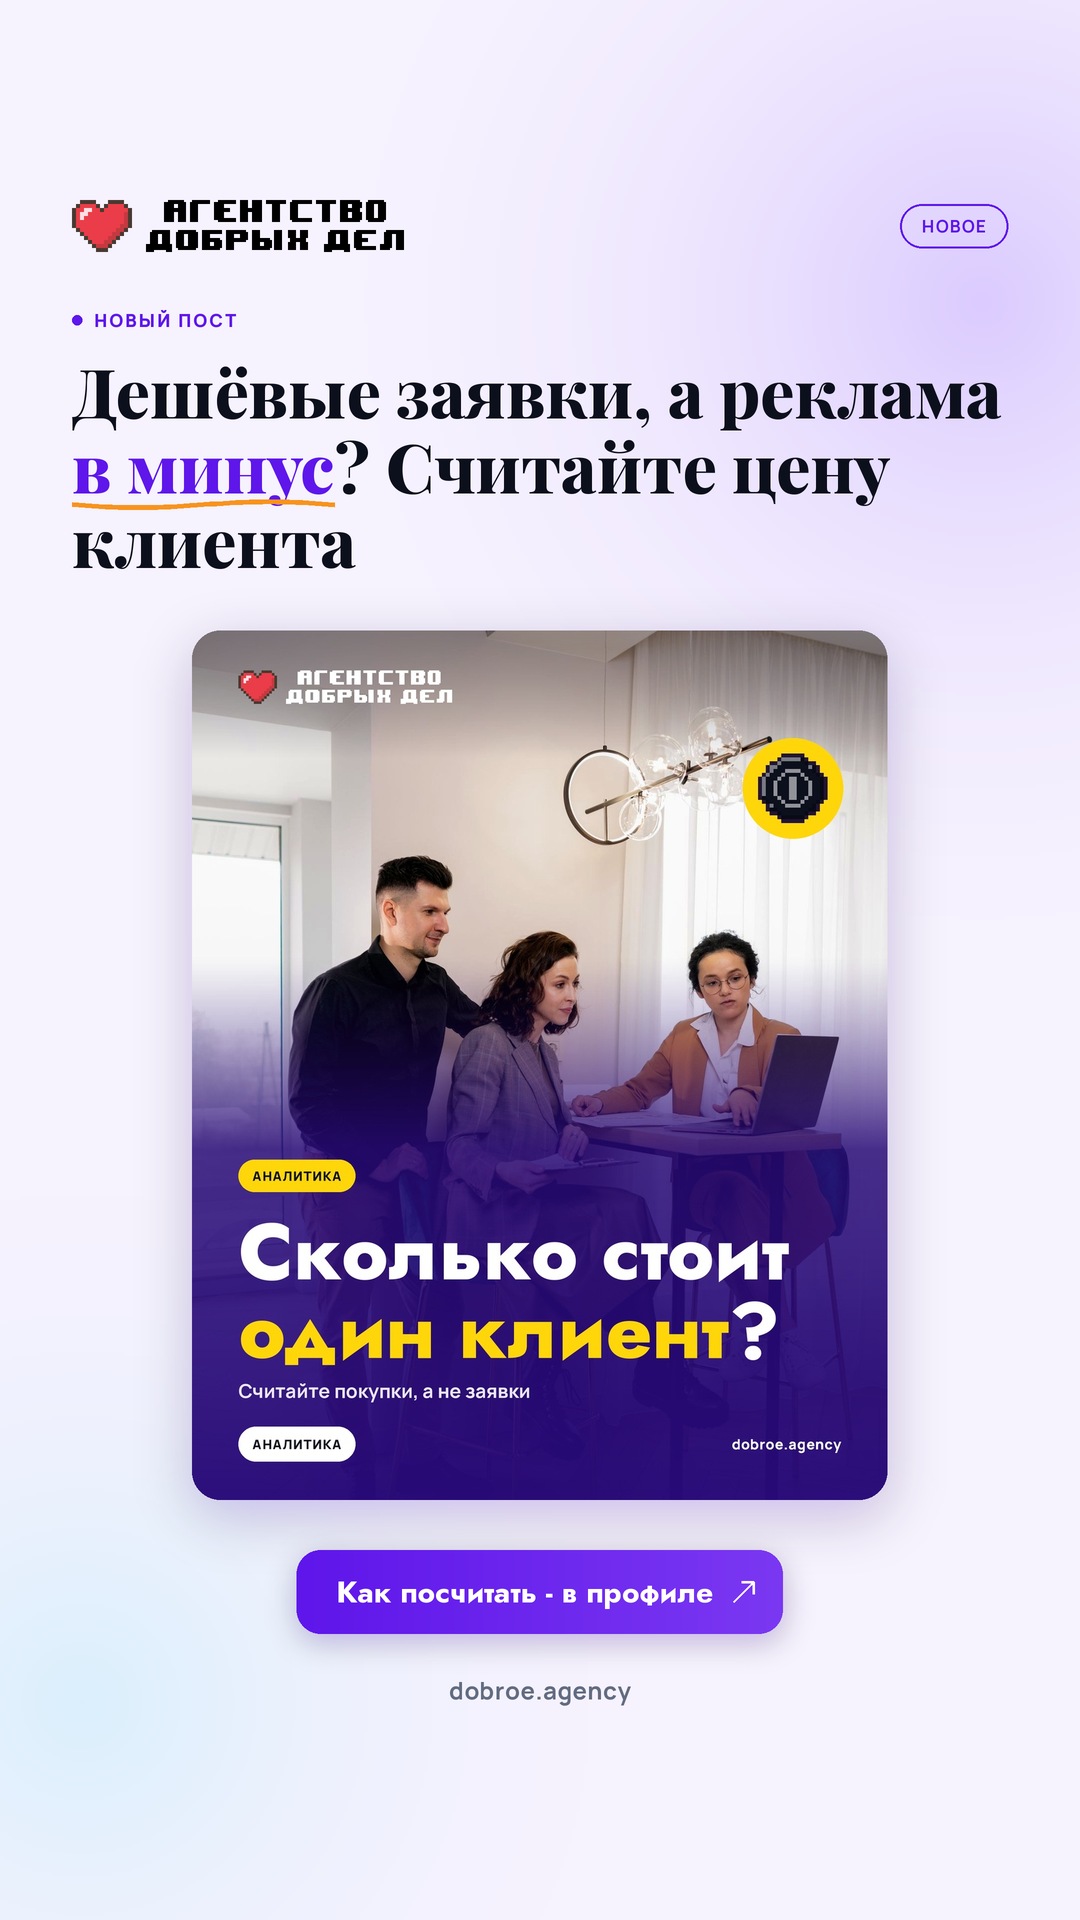 АГЕНТСТВО
ДОБРЫХ ДЕЛ
НОВОЕ
НОВЫЙ ПОСТ
Дешёвые заявки, а реклама
в минус? Считайте цену
клиента
АГЕНТСТВО
ДОБРЫХ ДЕЛ
АНАЛИТИКА
Сколько стоит
один клиент?
Считайте покупки, а не заявки
АНАЛИТИКА
dobroe.agency
Как посчитать - в профиле
dobroe.agency